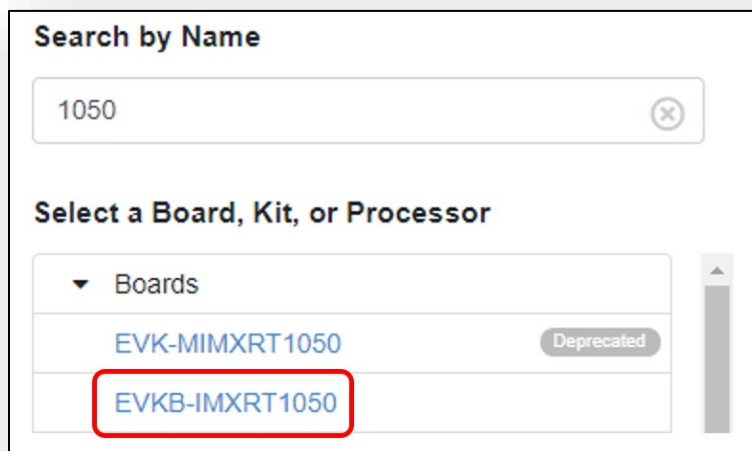 Search by Name
1050
Select a Board, Kit, or Processor
Boards
EVK-MIMXRT1050 Deprecated
EVKB-IMXRT1050